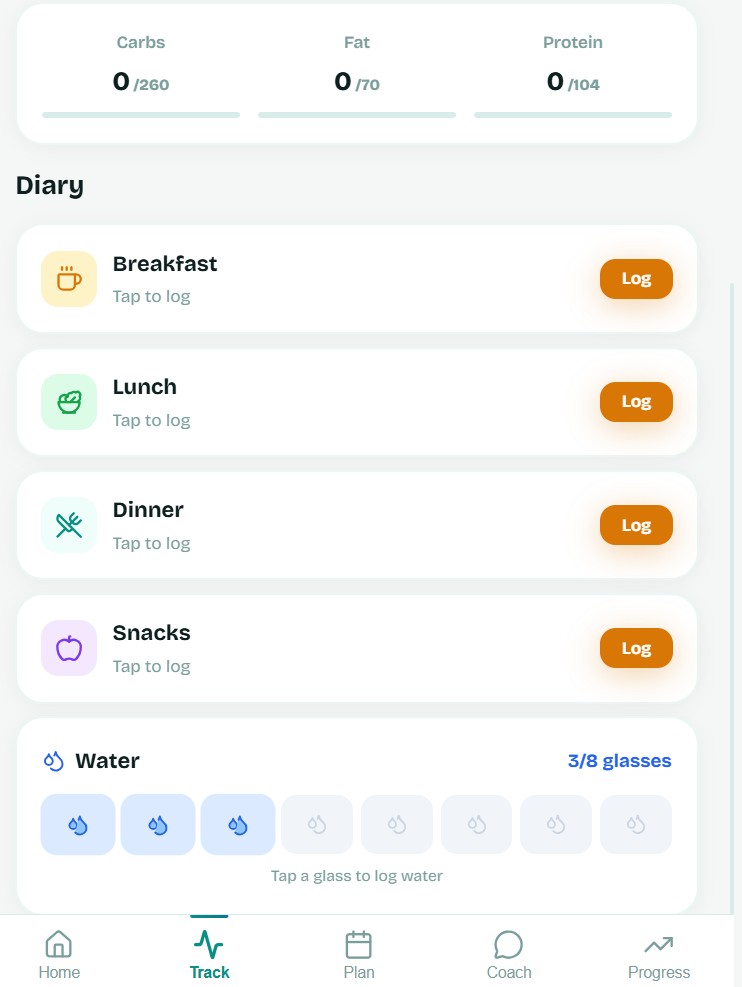 Carbs Fat Protein
0 /260 0 /70 0 /104
Diary
Breakfast
Tap to log
Log
Lunch
Tap to log
Log
Dinner
Tap to log
Log
Snacks
Tap to log
Log
Water 3/8 glasses
Tap a glass to log water
Home Track Plan Coach Progress